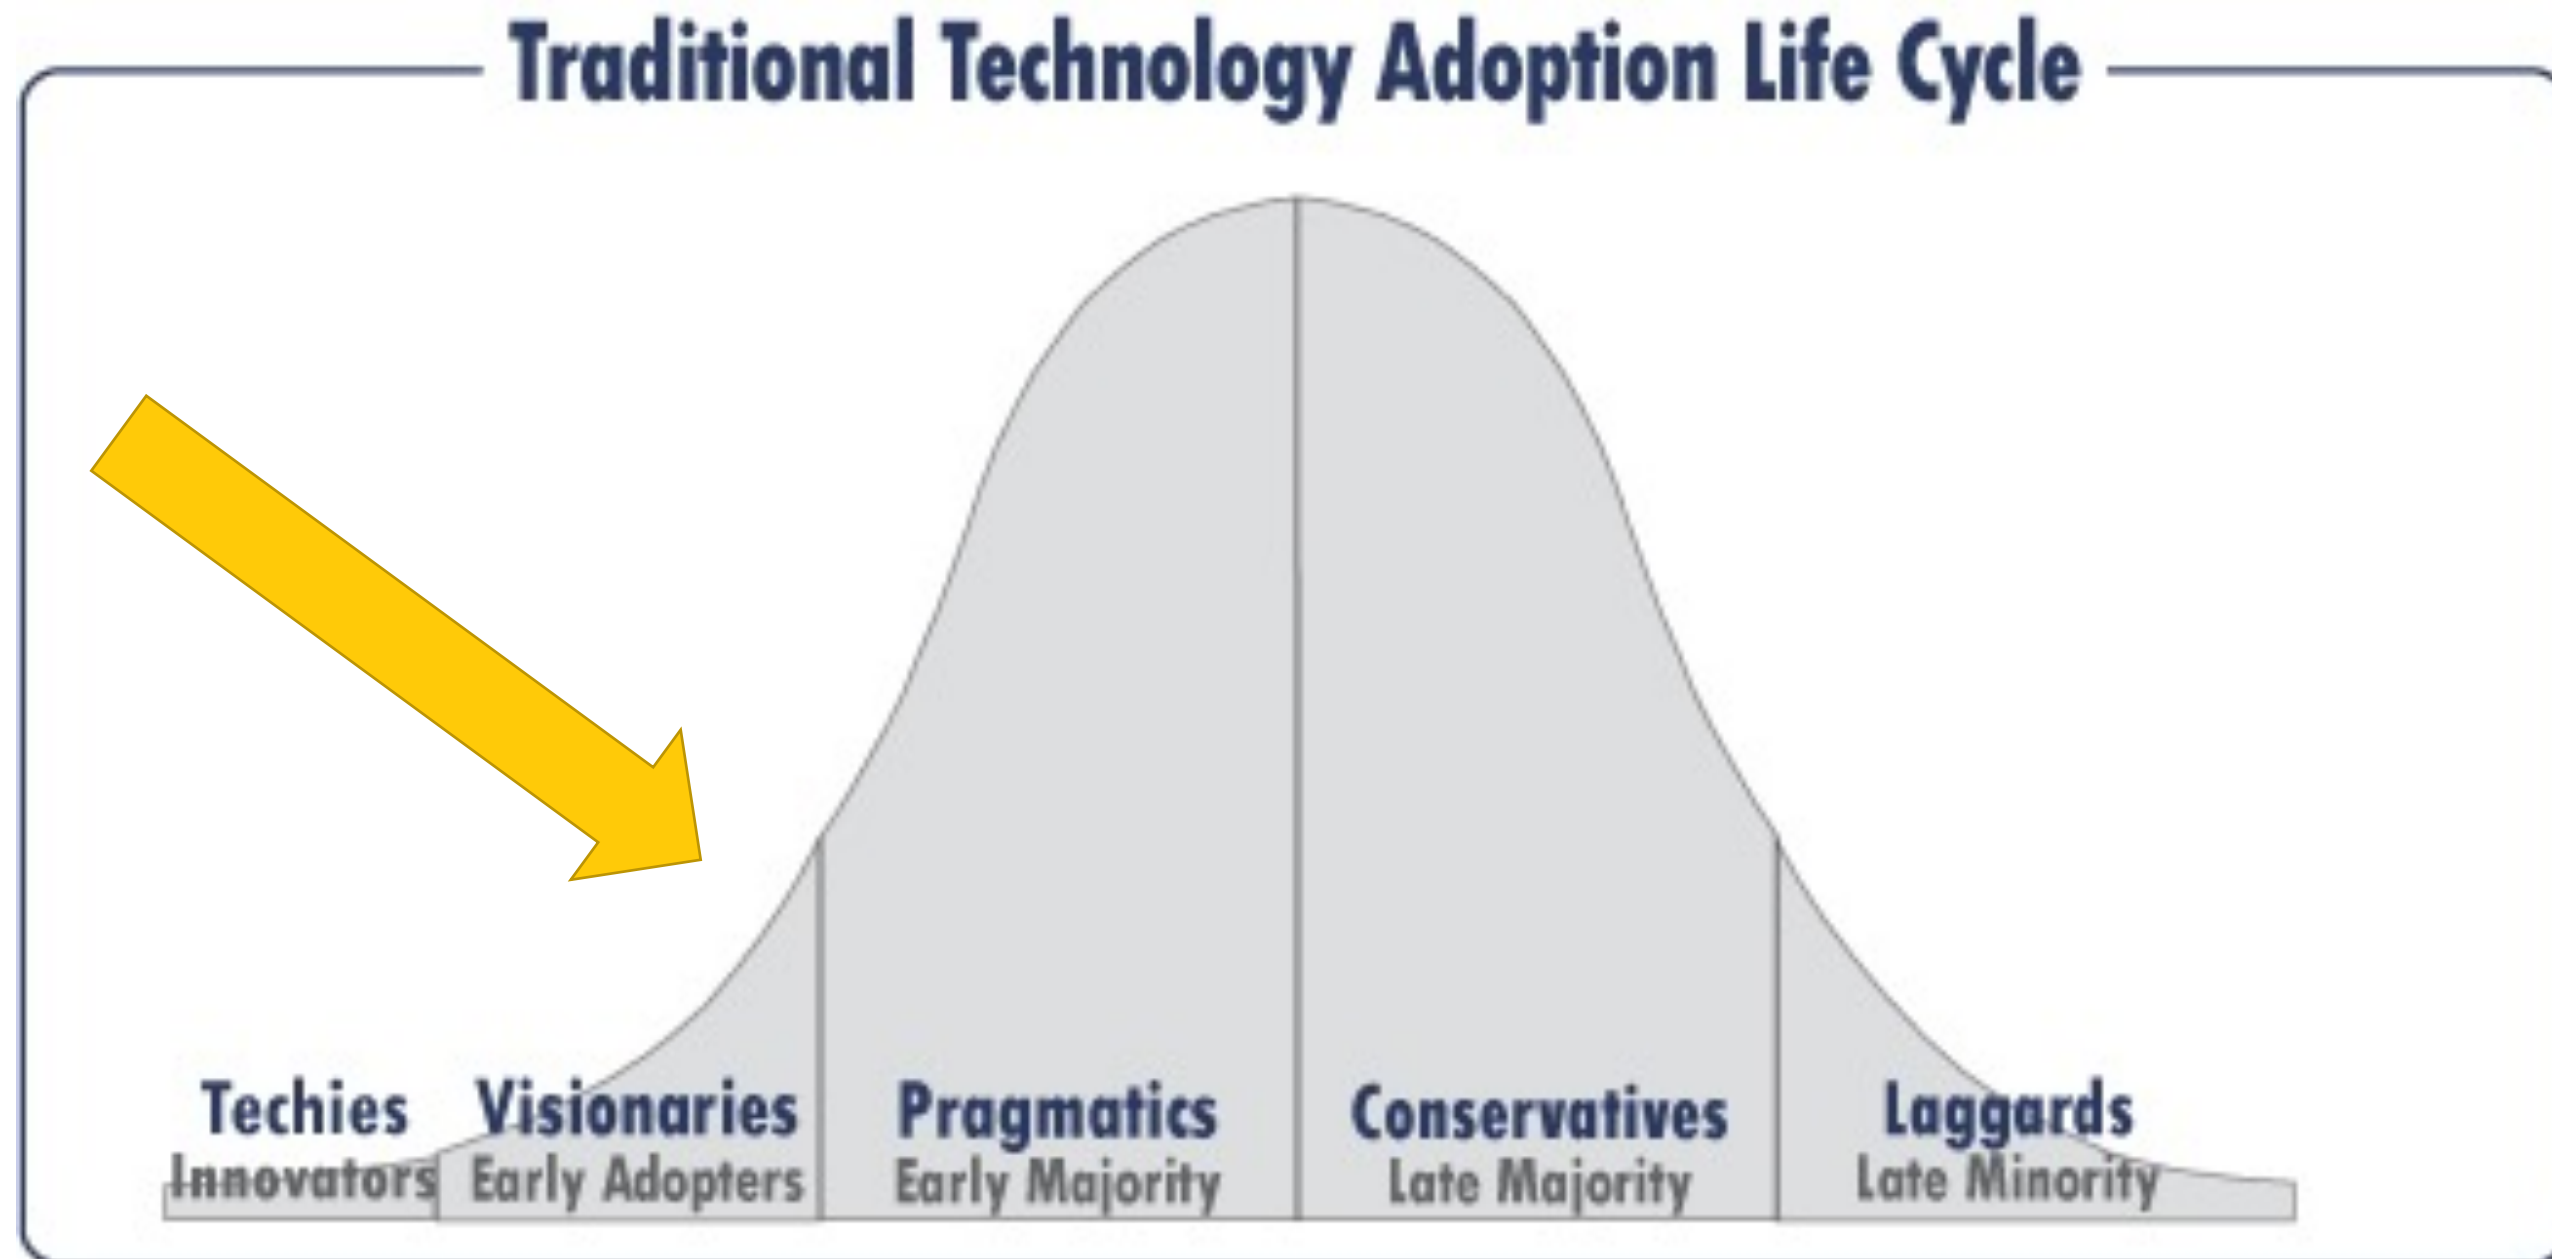 Traditional Technology Adoption Life Cycle
Techies Visionaries Pragmatics Conservatives Laggards
Innovators Early Adopters Early Majority Late Majority Late Minority